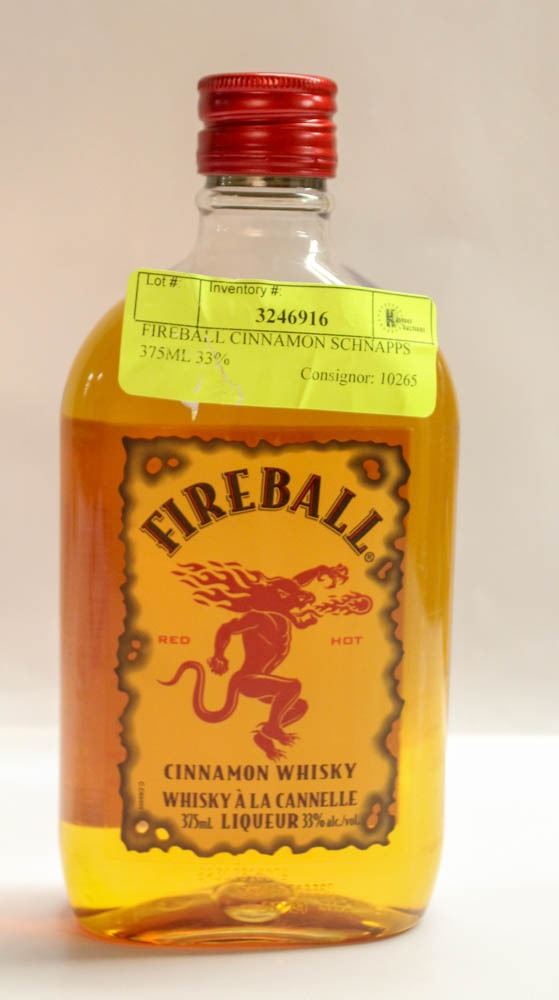 Lot #: Inventory #:
3246916
FIREBALL CINNAMON SCHNAPPS
375ML 33%
Consignor: 10265
FIREBALL®
RED HOT
CINNAMON WHISKY
WHISKY À LA CANNELLE
375mL LIQUEUR 33% alc./vol.